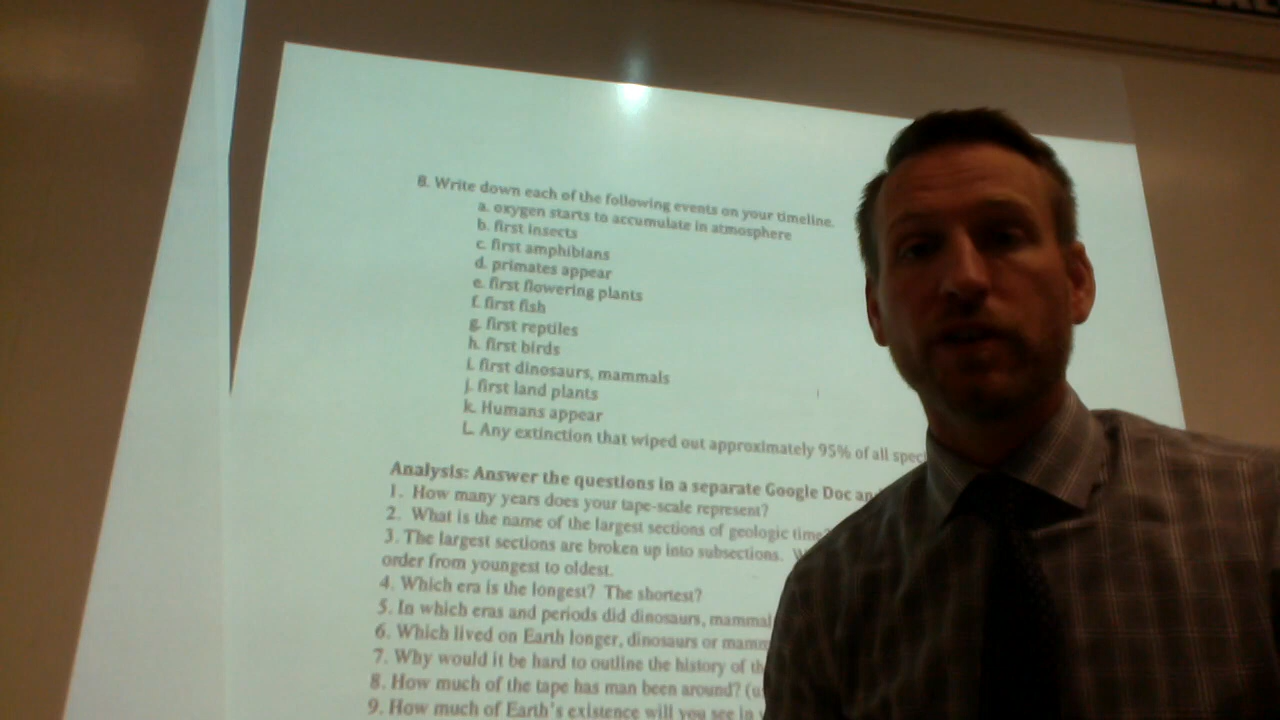 8. Write down each of the following events on your timeline.
a. oxygen starts to accumulate in atmosphere
b. first insects
c. first amphibians
d. primates appear
e. first flowering plants
f. first fish
g. first reptiles
h. first birds
i. first dinosaurs, mammals
j. first land plants
k. Humans appear
L. Any extinction that wiped out approximately 95% of all
Analysis: Answer the questions in a separate Google Doc
1. How many years does your tape-scale represent?
2. What is the name of the largest sections of geologic time?
3. The largest sections are broken up into subsections.
order from youngest to oldest.
4. Which era is the longest? The shortest?
5. In which eras and periods did dinosaurs,
6. Which lived on Earth longer, dinosaurs or
7. Why would it be hard to outline the history of
8. How much of the tape has man been around?
9. How much of Earth's existence will you see in